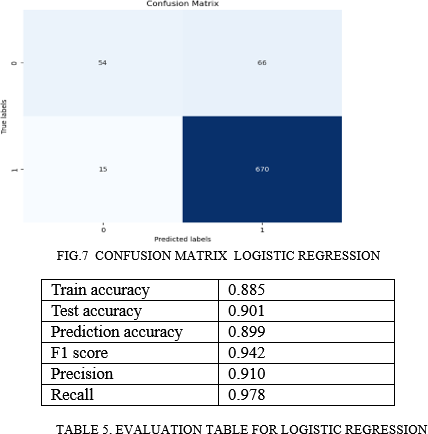 Confusion Matrix
0
54
66
True labels
1
15
670
0
1
Predicted labels
FIG.7 CONFUSION MATRIX LOGISTIC REGRESSION
Train accuracy 0.885
Test accuracy 0.901
Prediction accuracy 0.899
F1 score 0.942
Precision 0.910
Recall 0.978
TABLE 5. EVALUATION TABLE FOR LOGISTIC REGRESSION